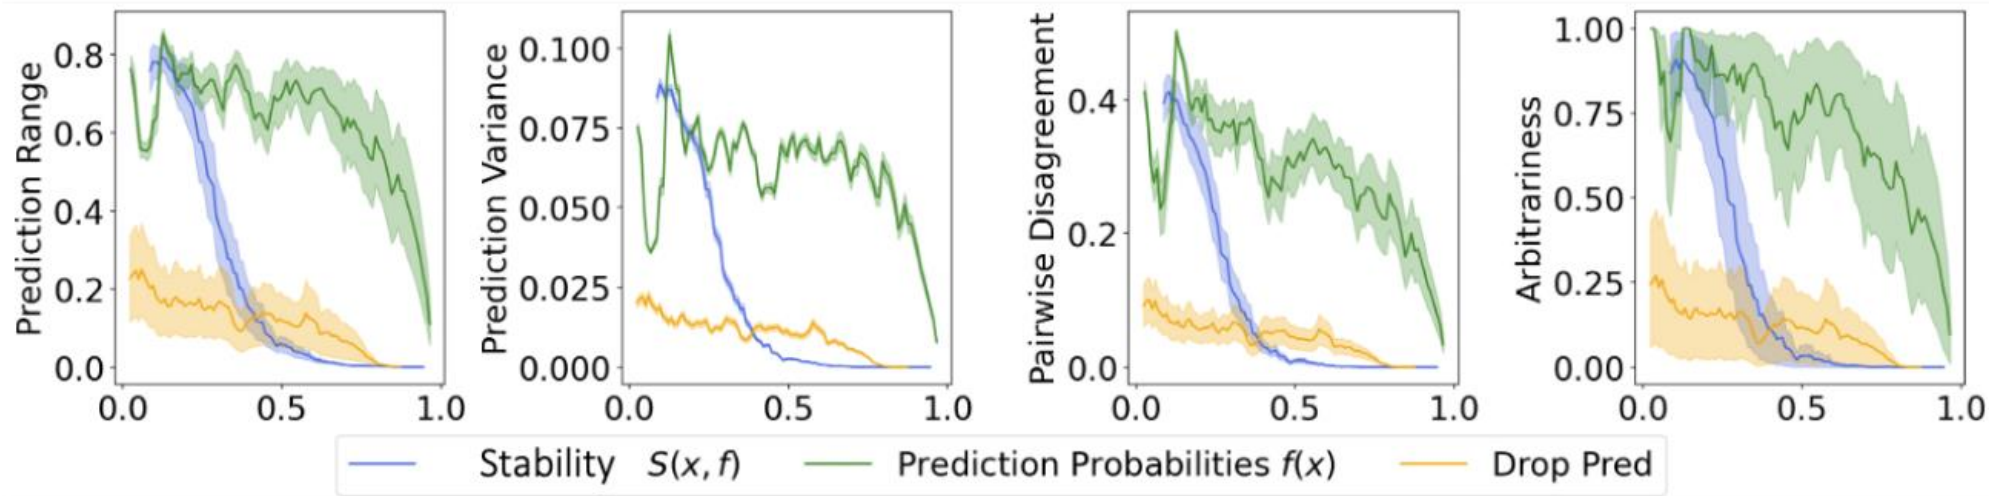 Prediction Range
0.8
0.6
0.4
0.2
0.0
0.0 0.5 1.0
Prediction Variance
0.100
0.075
0.050
0.025
0.000
0.0 0.5 1.0
Pairwise Disagreement
0.4
0.2
0.0
0.0 0.5 1.0
Arbitrariness
1.00
0.75
0.50
0.25
0.00
0.0 0.5 1.0
Stability S(x, f) Prediction Probabilities f(x) Drop Pred